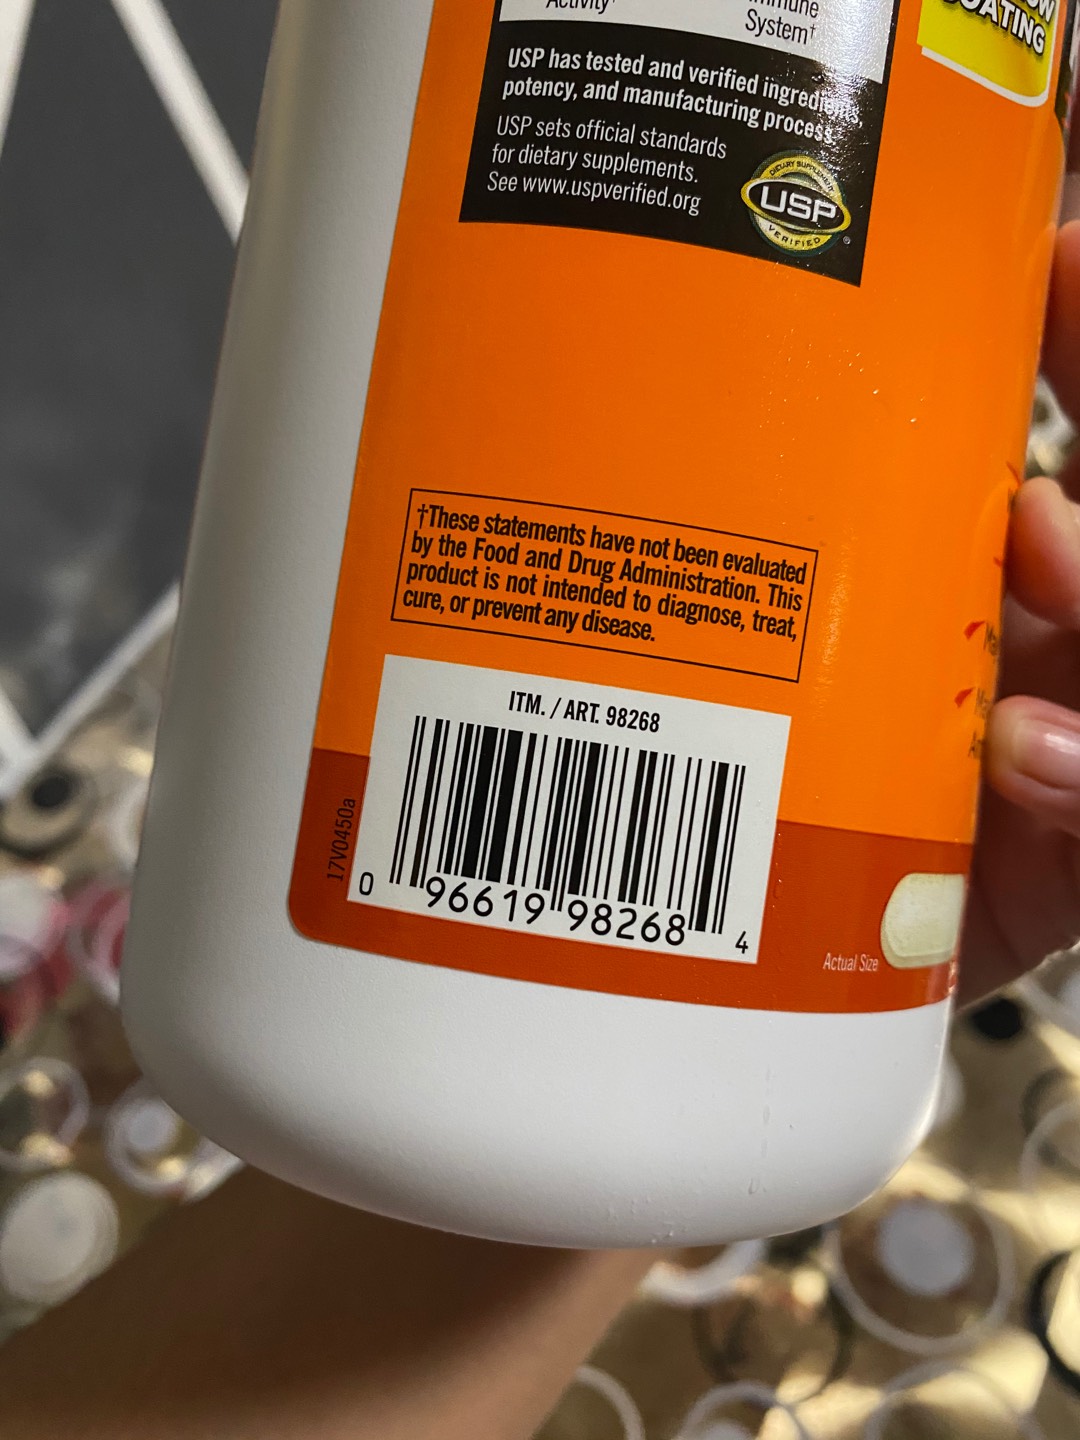 Activity†
System†
COATING
USP has tested and verified ingredients,
potency, and manufacturing process.
USP sets official standards
for dietary supplements.
See www.uspverified.org
DIETARY SUPPLEMENT
USP
VERIFIED
®
†These statements have not been evaluated
by the Food and Drug Administration. This
product is not intended to diagnose, treat,
cure, or prevent any disease.
ITM. / ART. 98268
17V0450a
0 96619 98268 4
Actual Size